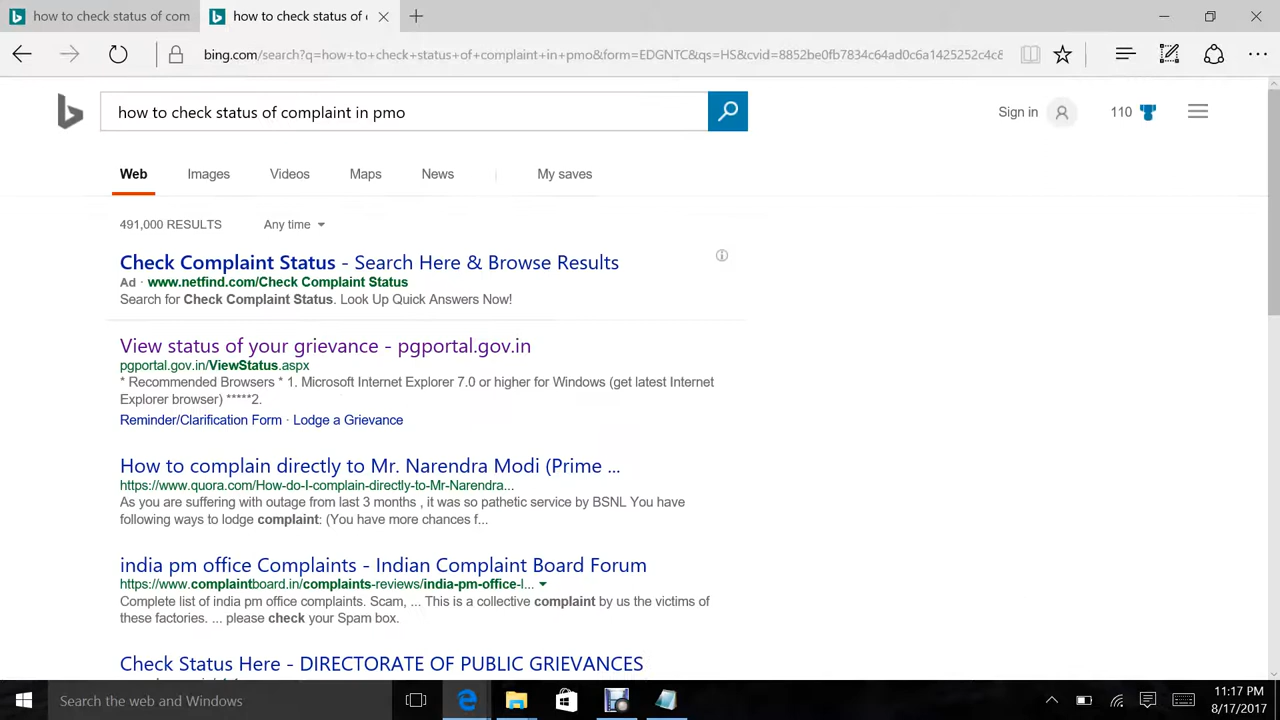 how to check status of com
how to check status of
bing.com/search?q=how+to+check+status+of+complaint+in+pmo&form=EDGNTC&qs=HS&cvid=8852be0fb7834c64ad0c6a1425252c4c8
how to check status of complaint in pmo
Sign in
110
Web
Images
Videos
Maps
News
My saves
491,000 RESULTS
Any time
Check Complaint Status - Search Here & Browse Results
Ad · www.netfind.com/Check Complaint Status
Search for Check Complaint Status. Look Up Quick Answers Now!
View status of your grievance - pgportal.gov.in
pgportal.gov.in/ViewStatus.aspx
* Recommended Browsers * 1. Microsoft Internet Explorer 7.0 or higher for Windows (get latest Internet
Explorer browser) *****2.
Reminder/Clarification Form · Lodge a Grievance
How to complain directly to Mr. Narendra Modi (Prime ...
https://www.quora.com/How-do-I-complain-directly-to-Mr-Narendra...
As you are suffering with outage from last 3 months , it was so pathetic service by BSNL You have
following ways to lodge complaint: (You have more chances f...
india pm office Complaints - Indian Complaint Board Forum
https://www.complaintboard.in/complaints-reviews/india-pm-office-l...
Complete list of india pm office complaints. Scam, ... This is a collective complaint by us the victims of
these factories. ... please check your Spam box.
Check Status Here - DIRECTORATE OF PUBLIC GRIEVANCES
Search the web and Windows
11:17 PM
8/17/2017